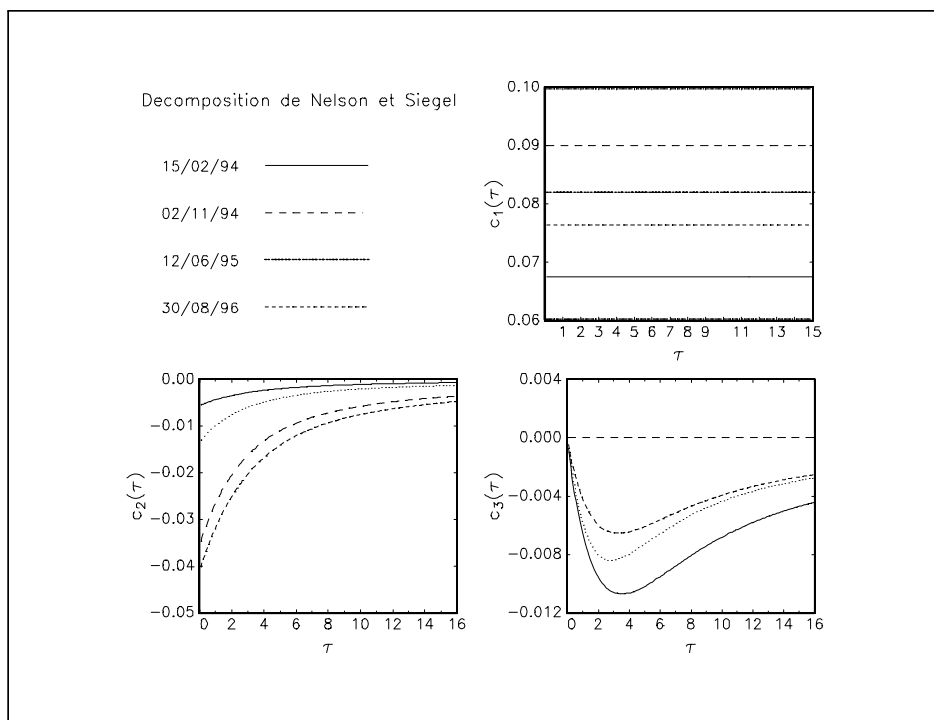 Decomposition de Nelson et Siegel
15/02/94
02/11/94
12/06/95
30/08/96
c₁(τ)
0.10
0.09
0.08
0.07
0.06
1 2 3 4 5 6 7 8 9 11 13 15
τ
c₂(τ)
0.00
−0.01
−0.02
−0.03
−0.04
−0.05
0 2 4 6 8 10 12 14 16
τ
c₃(τ)
0.004
0.000
−0.004
−0.008
−0.012
0 2 4 6 8 10 12 14 16
τ